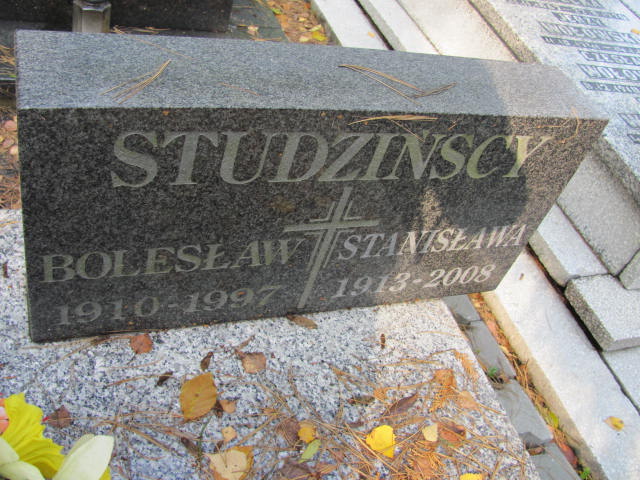 STUDZIŃSCY
BOLESŁAW STANISŁAWA
1910-1997 1913-2008